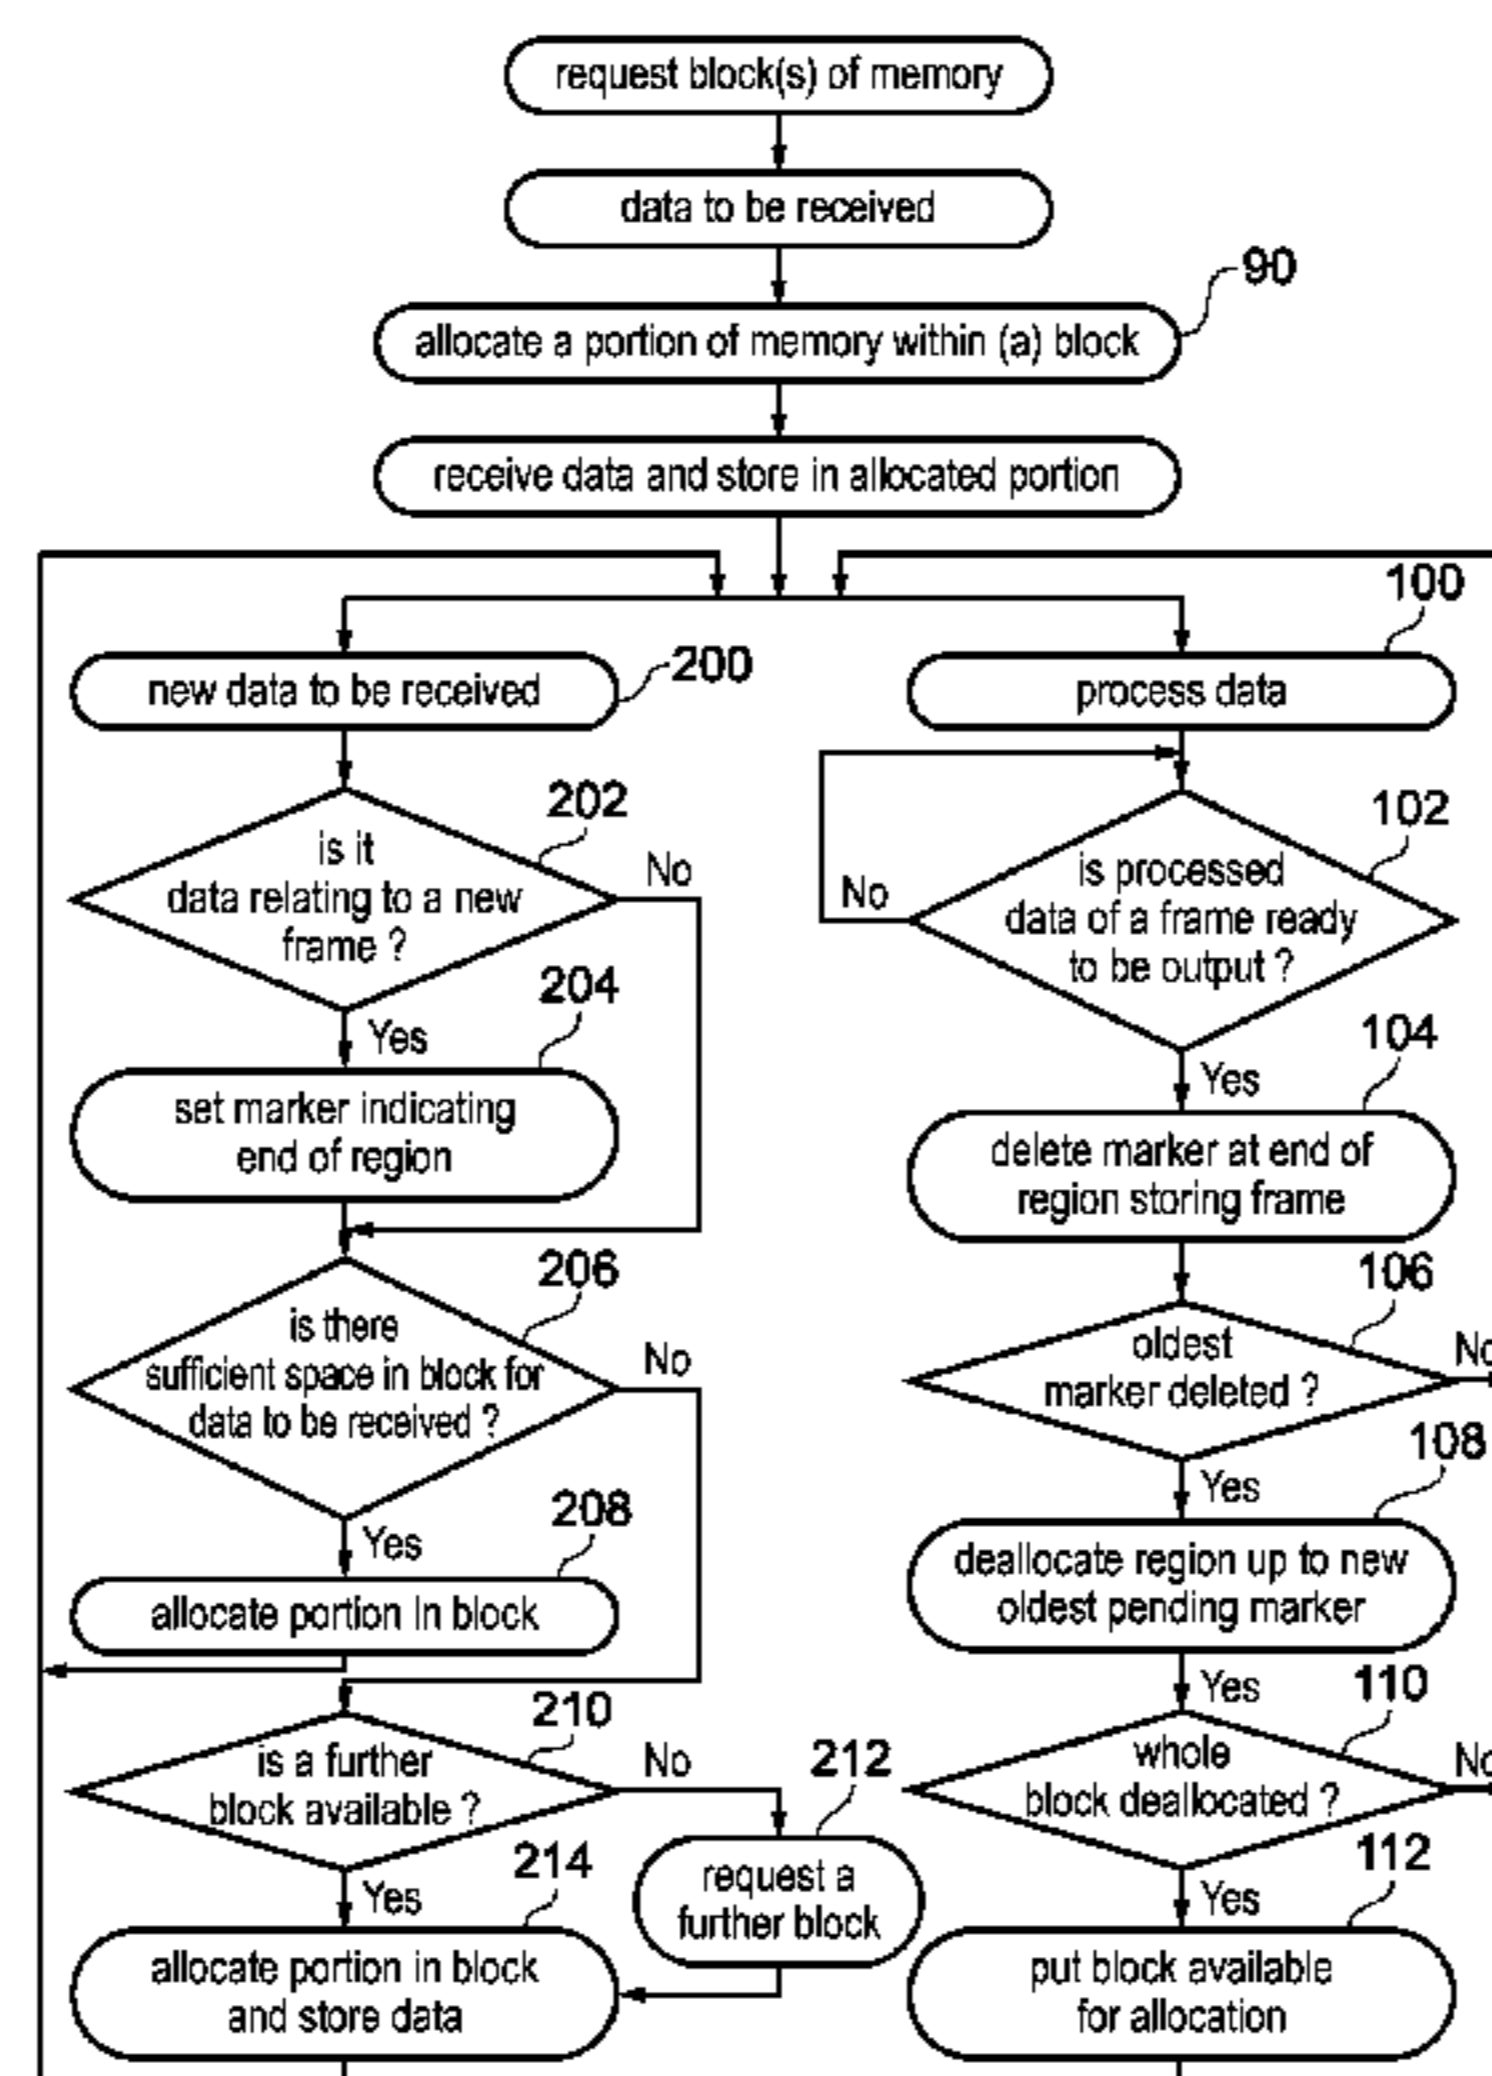 request block(s) of memory
data to be received
90
allocate a portion of memory within (a) block
receive data and store in allocated portion
new data to be received
200
is it
data relating to a new
frame ?
202
No
Yes
204
set marker indicating
end of region
206
is there
sufficient space in block for
data to be received ?
No
Yes
208
allocate portion in block
210
is a further
block available ?
No
212
request a
further block
Yes
214
allocate portion in block
and store data
100
process data
102
is processed
data of a frame ready
to be output ?
No
Yes
104
delete marker at end of
region storing frame
106
oldest
marker deleted ?
No
Yes
108
deallocate region up to new
oldest pending marker
Yes
110
whole
block deallocated ?
No
Yes
112
put block available
for allocation